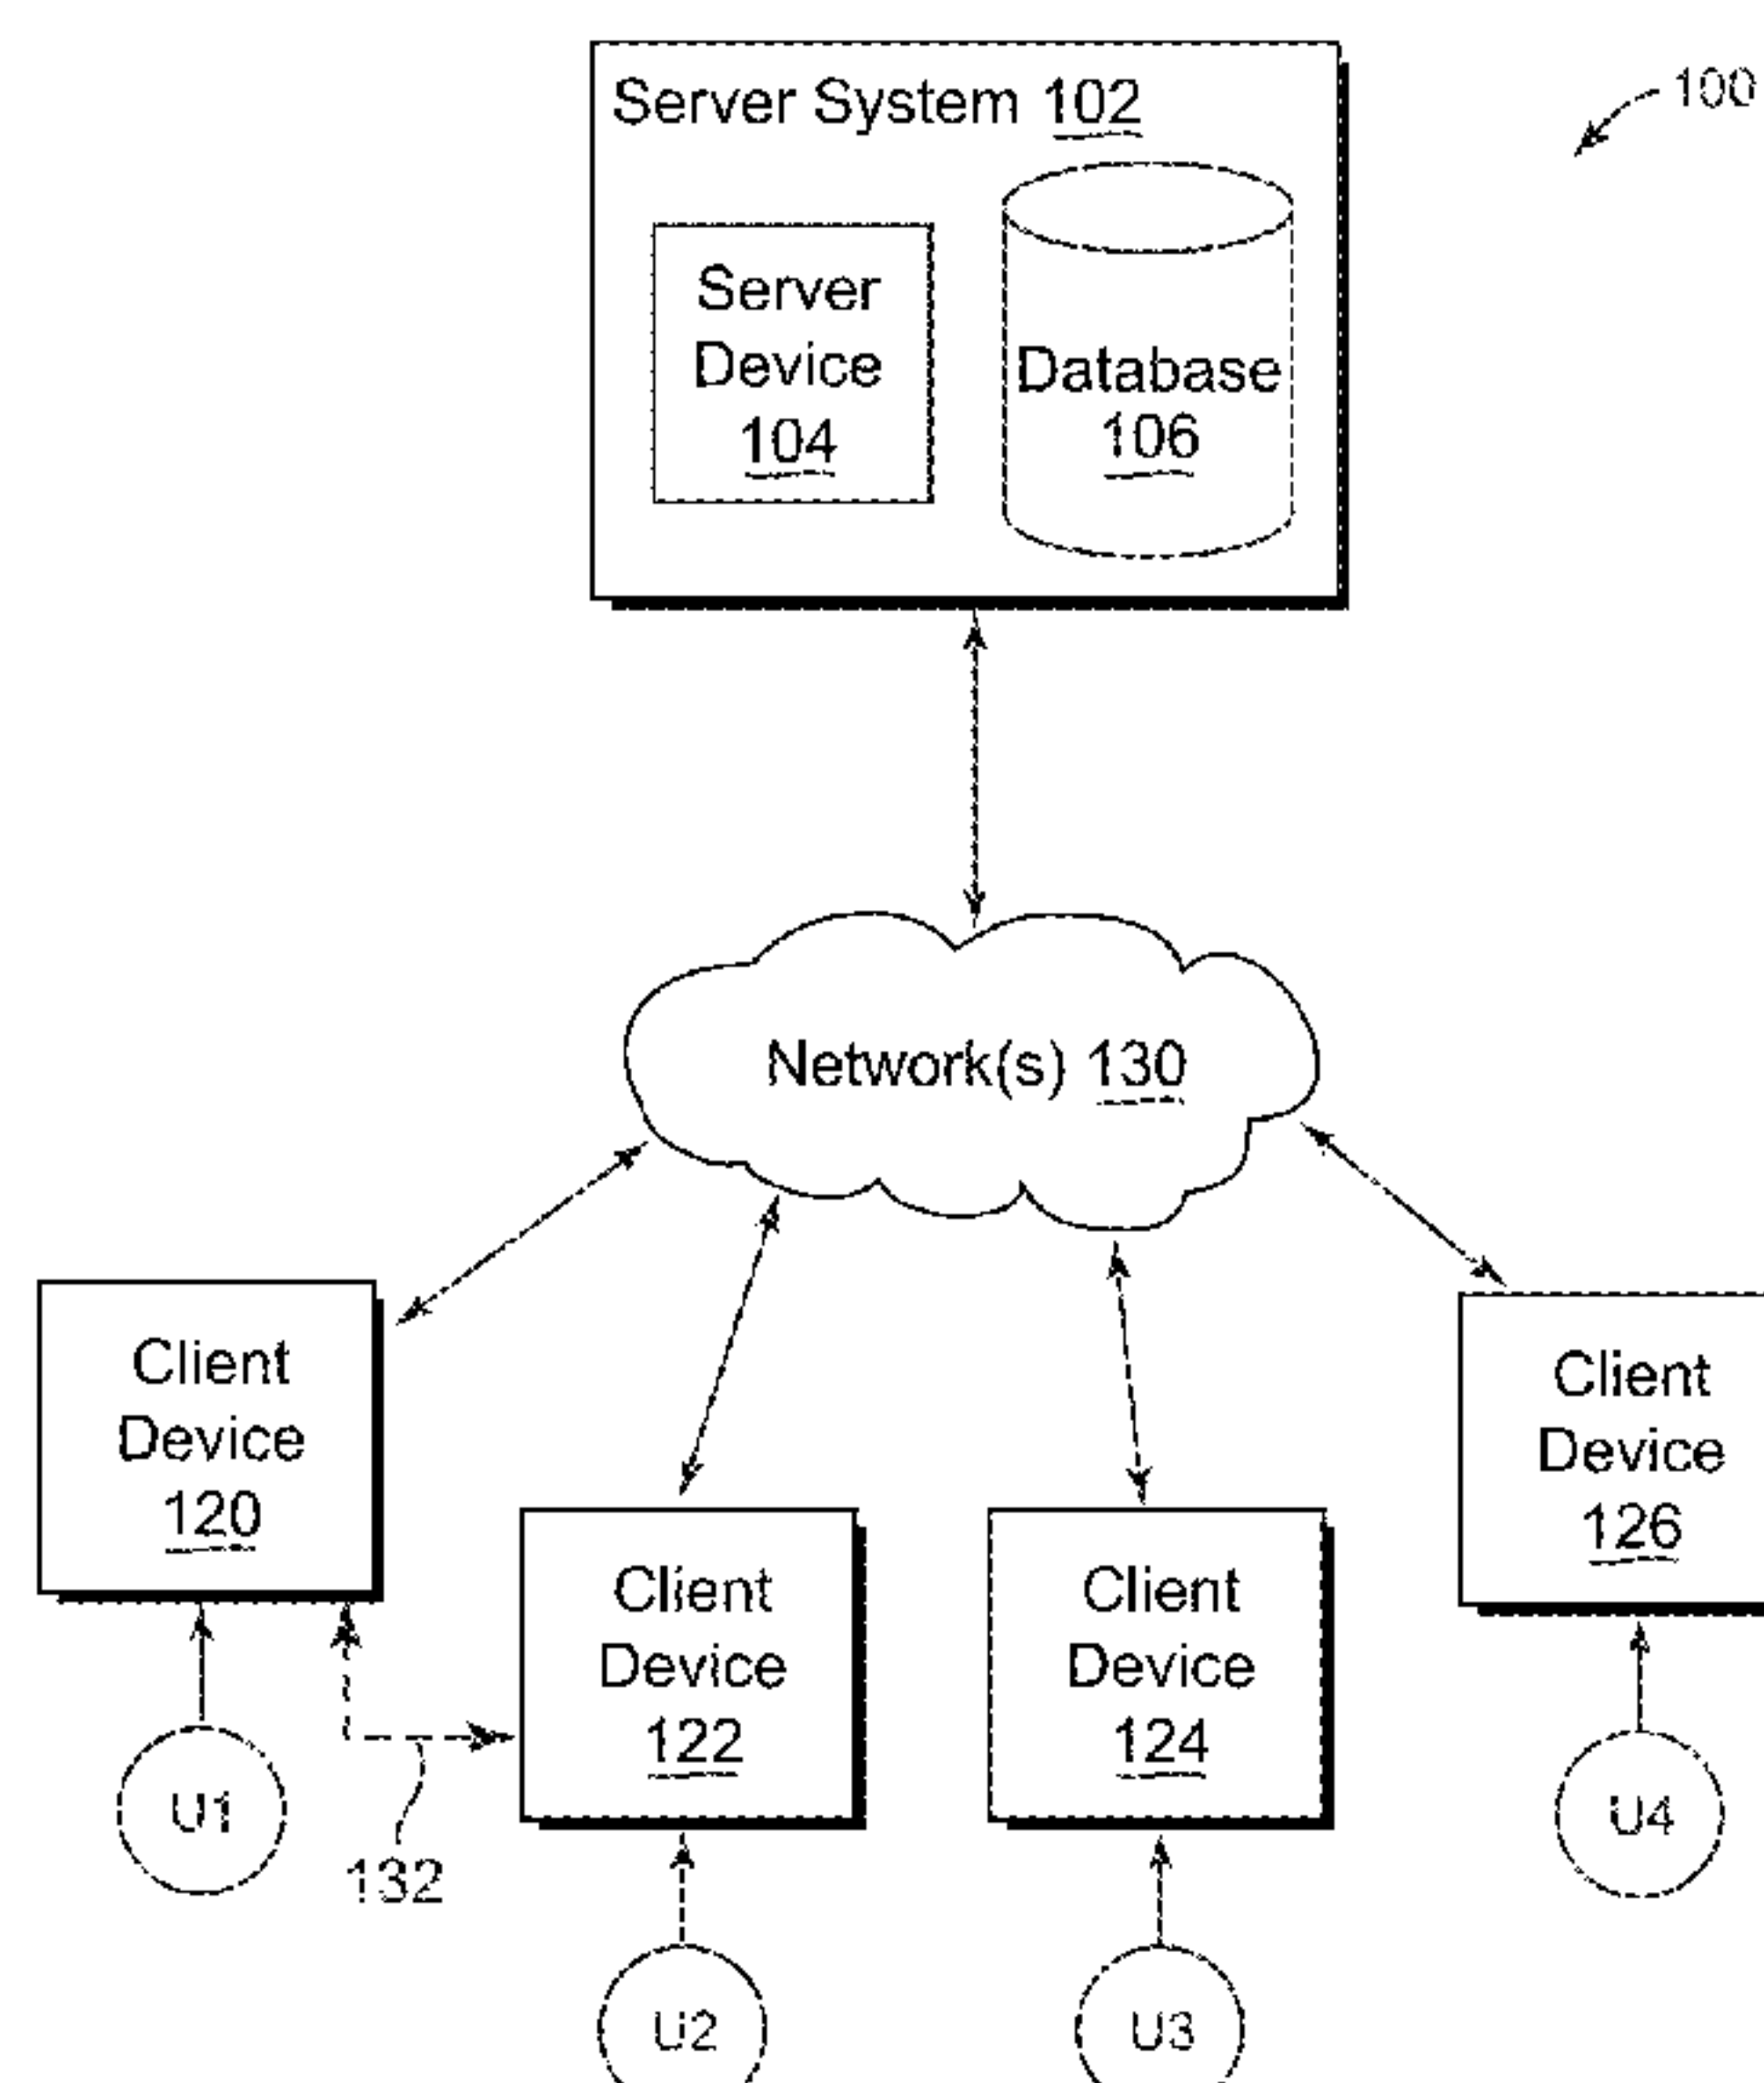 Server System 102
100
Server
Device
104
Database
106
Network(s) 130
Client
Device
120
Client
Device
122
Client
Device
124
Client
Device
126
U1
132
U2
U3
U4